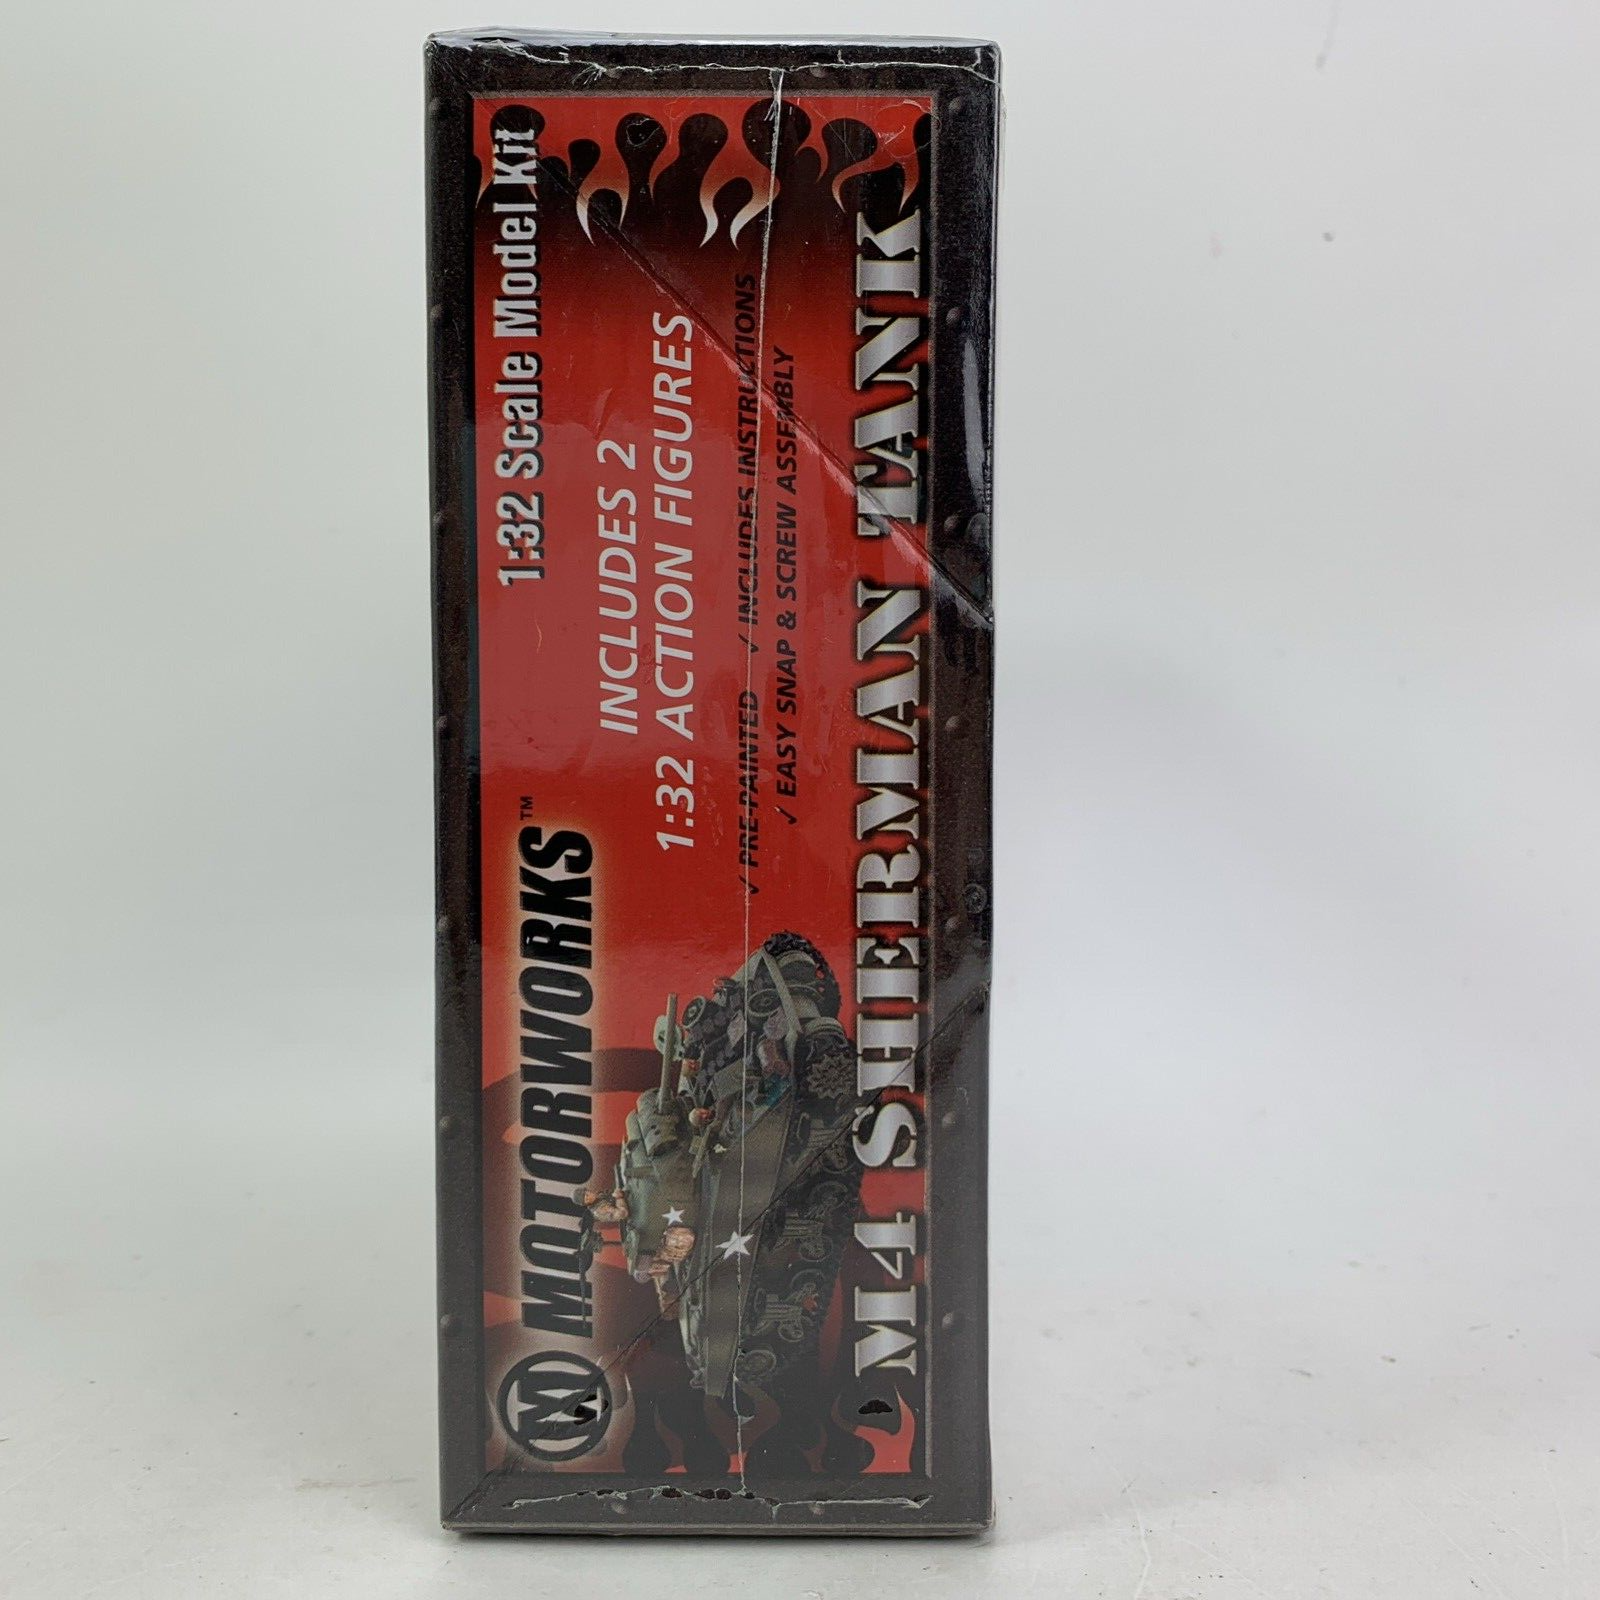 MOTORWORKS™
1:32 Scale Model Kit
INCLUDES 2
1:32 ACTION FIGURES
✓ PRE-PAINTED ✓ INCLUDES INSTRUCTIONS
✓ EASY SNAP & SCREW ASSEMBLY
M4 SHERMAN TANK